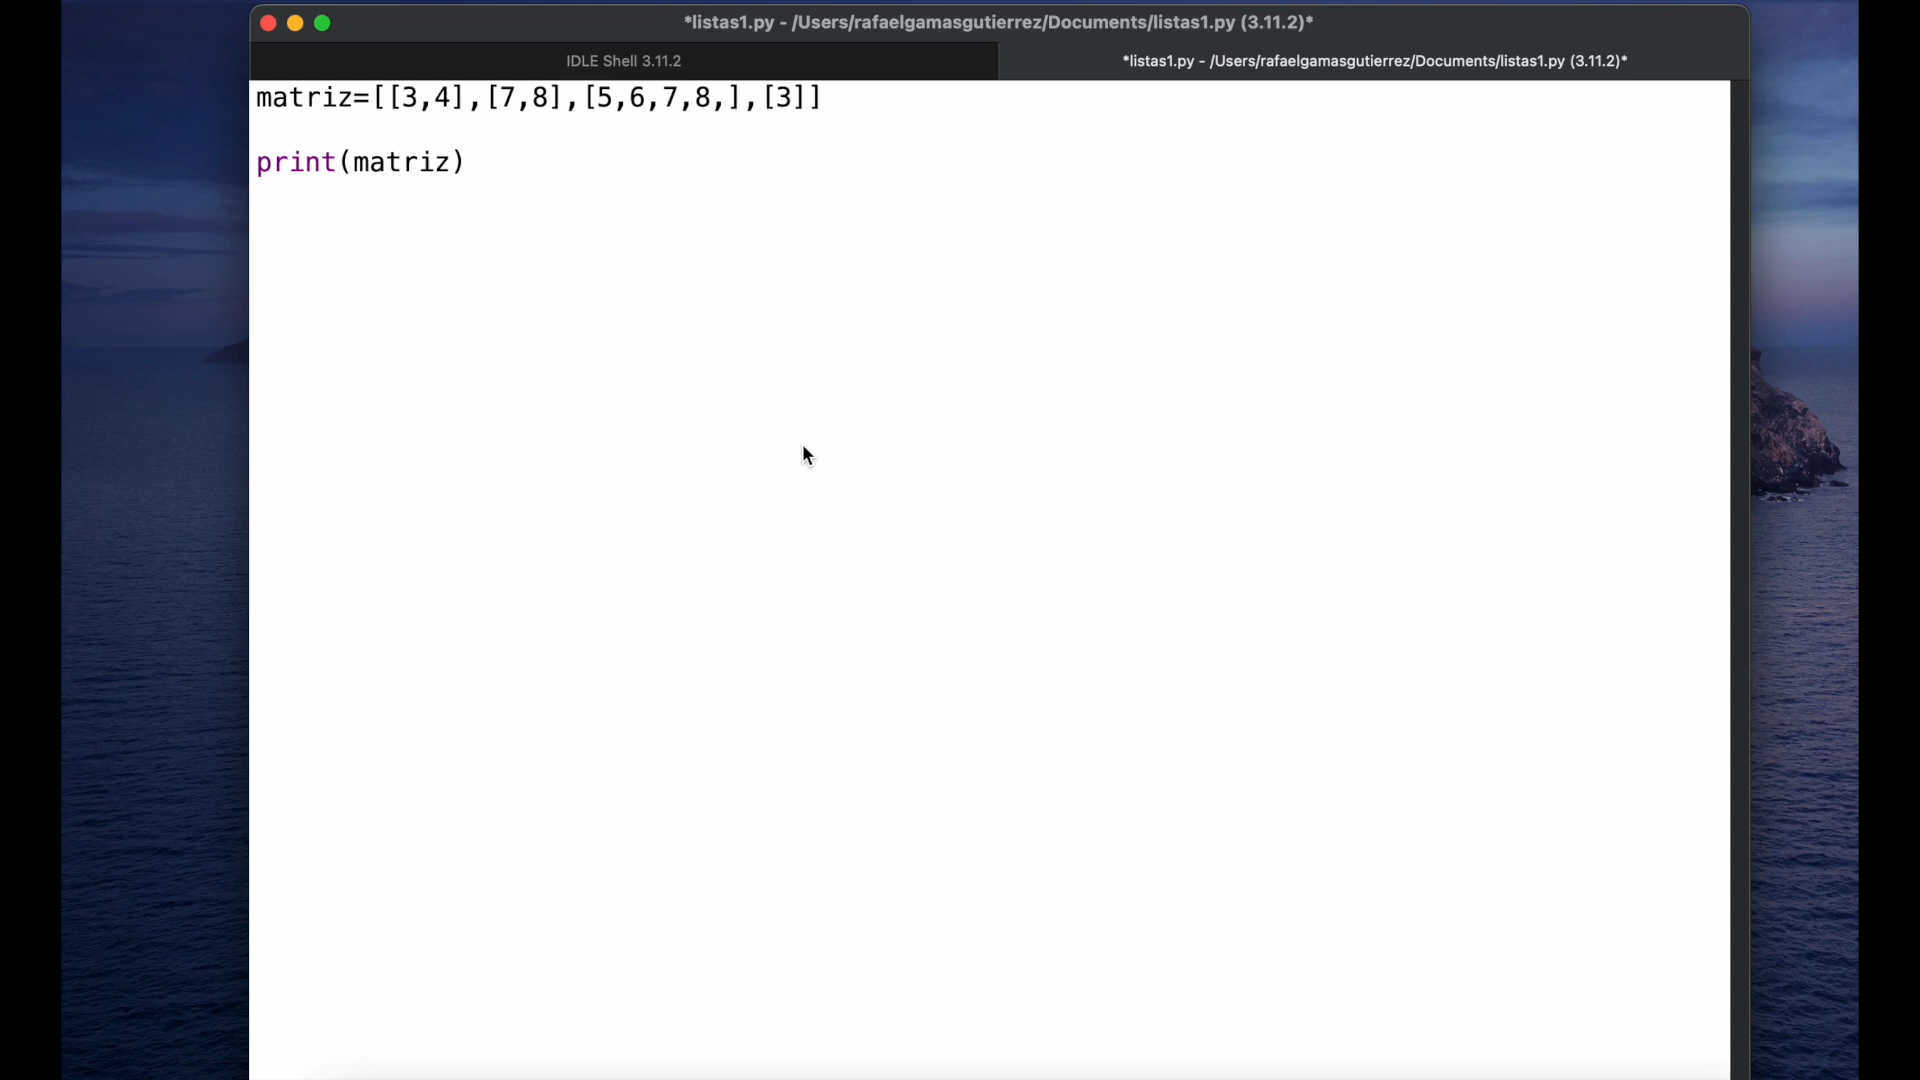 *listas1.py - /Users/rafaelgamasgutierrez/Documents/listas1.py (3.11.2)*
IDLE Shell 3.11.2
*listas1.py - /Users/rafaelgamasgutierrez/Documents/listas1.py (3.11.2)*
matriz=[[3,4],[7,8],[5,6,7,8,],[3]]
print(matriz)